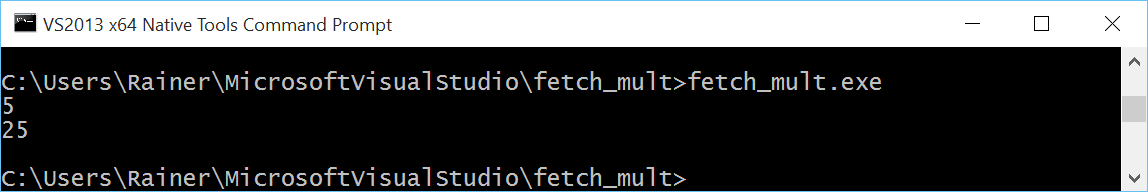 VS2013 x64 Native Tools Command Prompt
C:\Users\Rainer\MicrosoftVisualStudio\fetch_mult>fetch_mult.exe
5
25
C:\Users\Rainer\MicrosoftVisualStudio\fetch_mult>